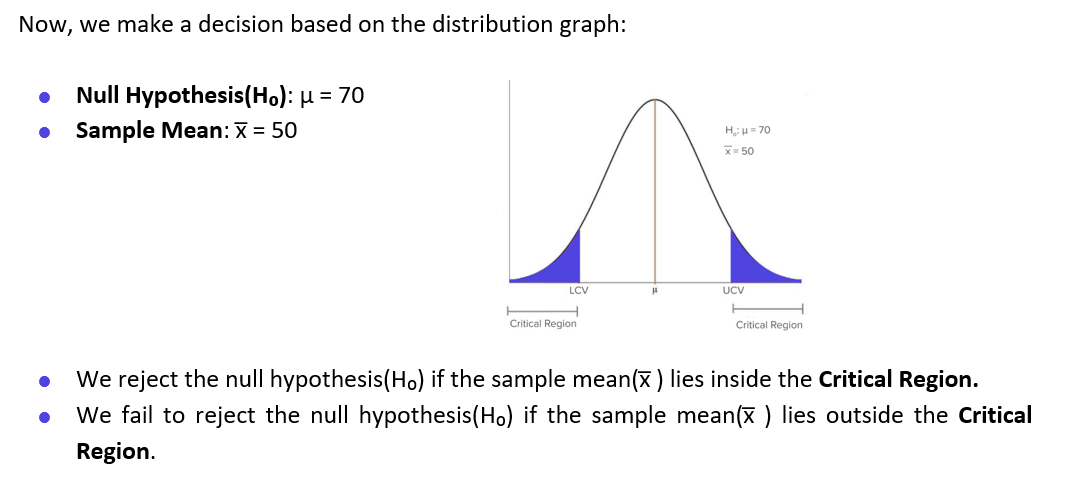 Now, we make a decision based on the distribution graph:
Null Hypothesis(H₀): μ = 70
Sample Mean: x̅ = 50
H₀: μ = 70
x̅ = 50
LCV
μ
UCV
Critical Region
Critical Region
We reject the null hypothesis(H₀) if the sample mean(x̅ ) lies inside the Critical Region.
We fail to reject the null hypothesis(H₀) if the sample mean(x̅ ) lies outside the Critical
Region.